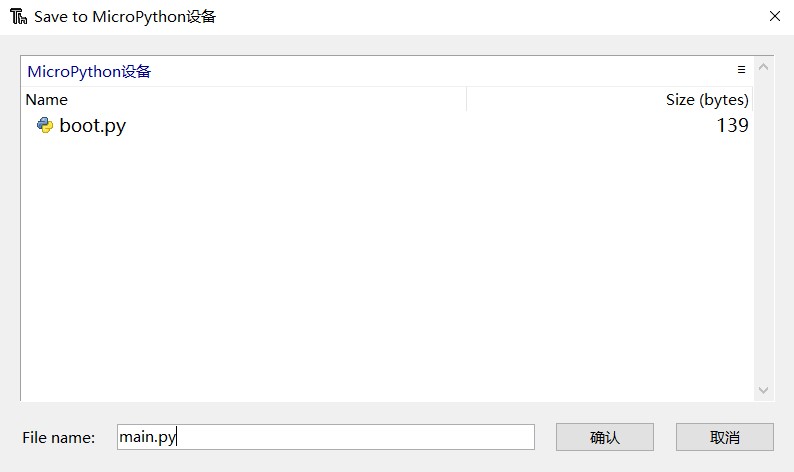 Save to MicroPython设备
MicroPython设备
Name Size (bytes)
boot.py 139
File name: main.py 确认 取消